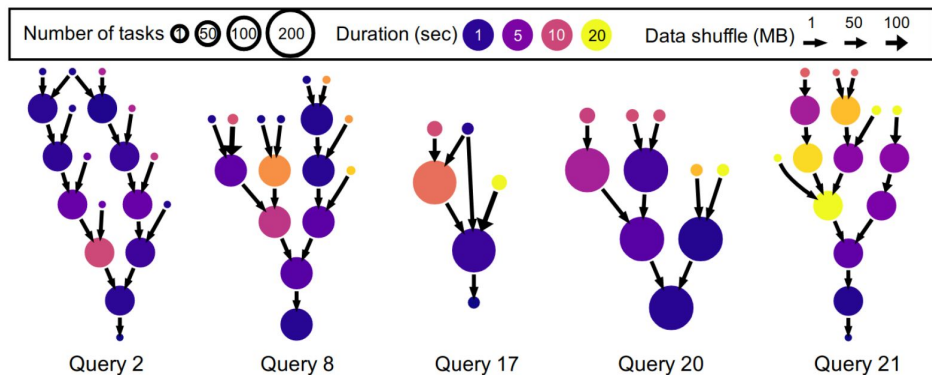 Number of tasks 1 50 100 200 Duration (sec) 1 5 10 20 Data shuffle (MB) 1 50 100
Query 2 Query 8 Query 17 Query 20 Query 21